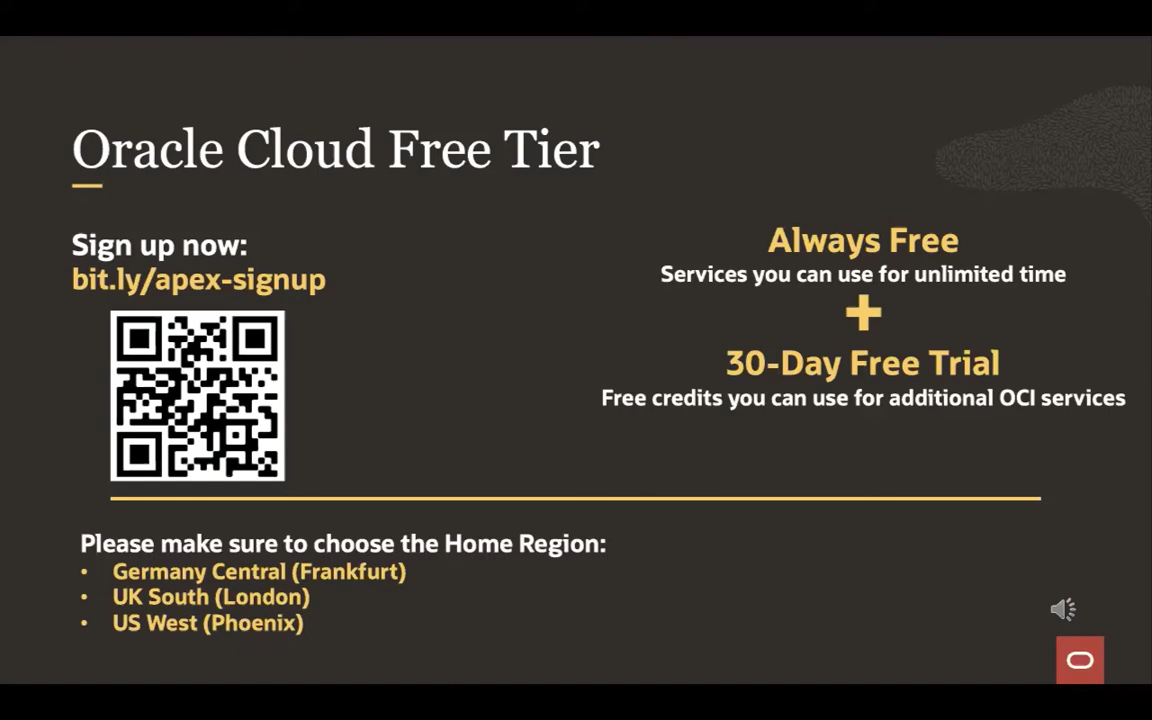 Oracle Cloud Free Tier
Sign up now:
bit.ly/apex-signup
Always Free
Services you can use for unlimited time
+
30-Day Free Trial
Free credits you can use for additional OCI services
Please make sure to choose the Home Region:
• Germany Central (Frankfurt)
• UK South (London)
• US West (Phoenix)